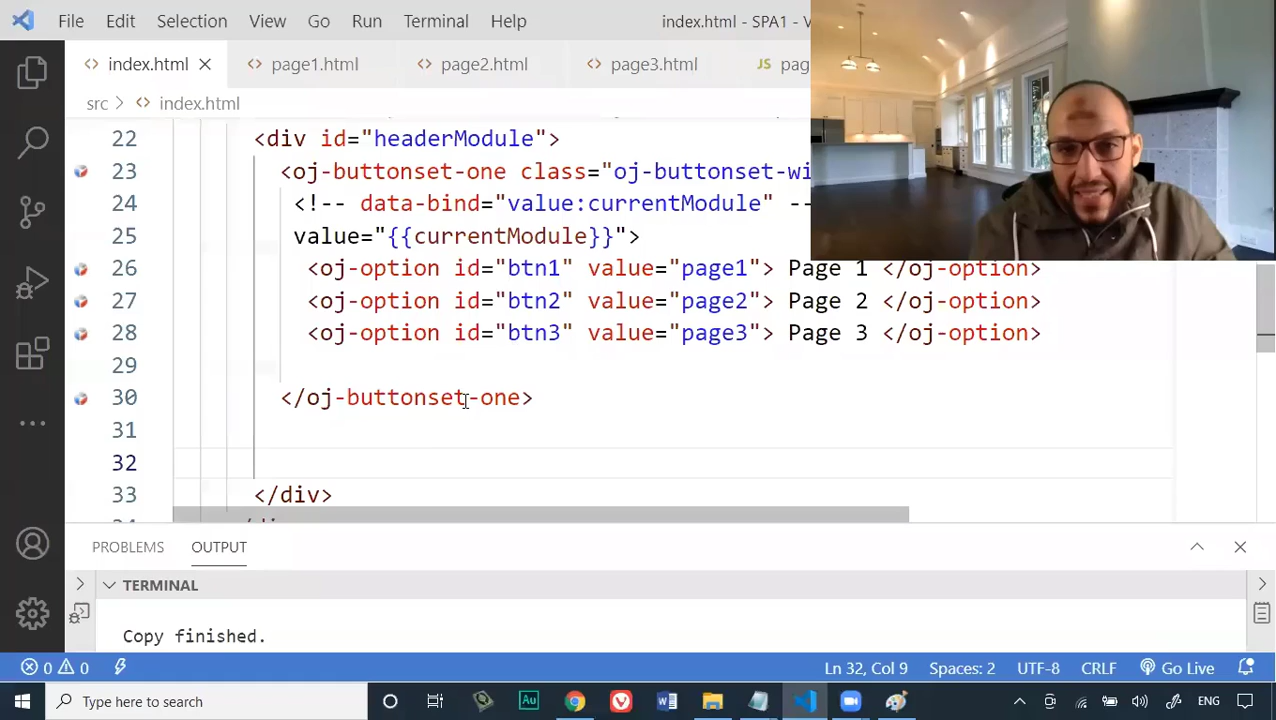 File Edit Selection View Go Run Terminal Help index.html - SPA1 - V
index.html page1.html page2.html page3.html JS pag
src > index.html
22 <div id="headerModule">
23 <oj-buttonset-one class="oj-buttonset-wi
24 <!-- data-bind="value:currentModule" --
25 value="{{currentModule}}">
26 <oj-option id="btn1" value="page1"> Page 1 </oj-option>
27 <oj-option id="btn2" value="page2"> Page 2 </oj-option>
28 <oj-option id="btn3" value="page3"> Page 3 </oj-option>
29
30 </oj-buttonset-one>
31
32
33 </div>
PROBLEMS OUTPUT
TERMINAL
Copy finished.
0 0 Ln 32, Col 9 Spaces: 2 UTF-8 CRLF Go Live
Type here to search Au W ENG